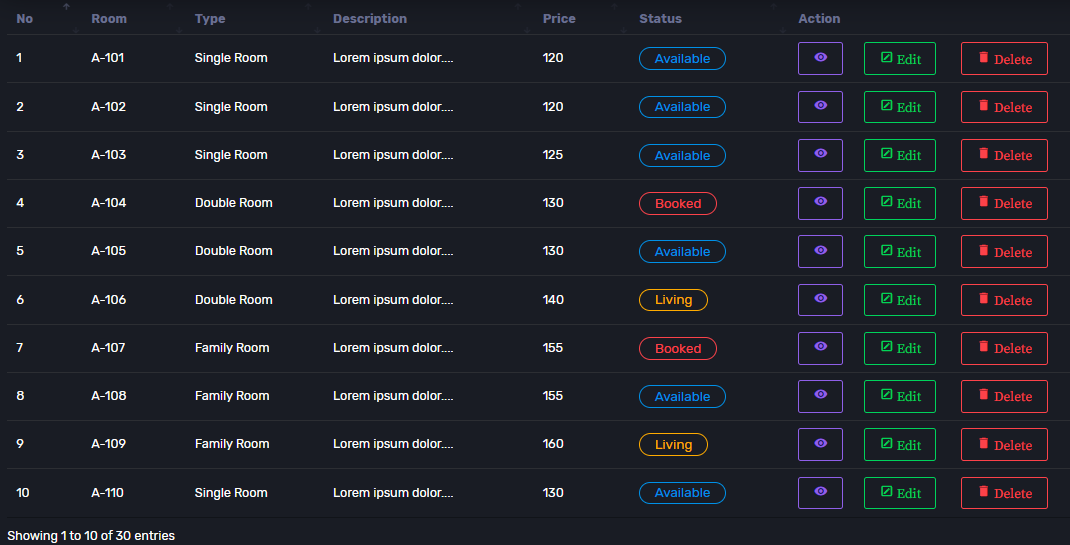 No Room Type Description Price Status Action
1 A-101 Single Room Lorem ipsum dolor.... 120 Available Edit Delete
2 A-102 Single Room Lorem ipsum dolor.... 120 Available Edit Delete
3 A-103 Single Room Lorem ipsum dolor.... 125 Available Edit Delete
4 A-104 Double Room Lorem ipsum dolor.... 130 Booked Edit Delete
5 A-105 Double Room Lorem ipsum dolor.... 130 Available Edit Delete
6 A-106 Double Room Lorem ipsum dolor.... 140 Living Edit Delete
7 A-107 Family Room Lorem ipsum dolor.... 155 Booked Edit Delete
8 A-108 Family Room Lorem ipsum dolor.... 155 Available Edit Delete
9 A-109 Family Room Lorem ipsum dolor.... 160 Living Edit Delete
10 A-110 Single Room Lorem ipsum dolor.... 130 Available Edit Delete
Showing 1 to 10 of 30 entries